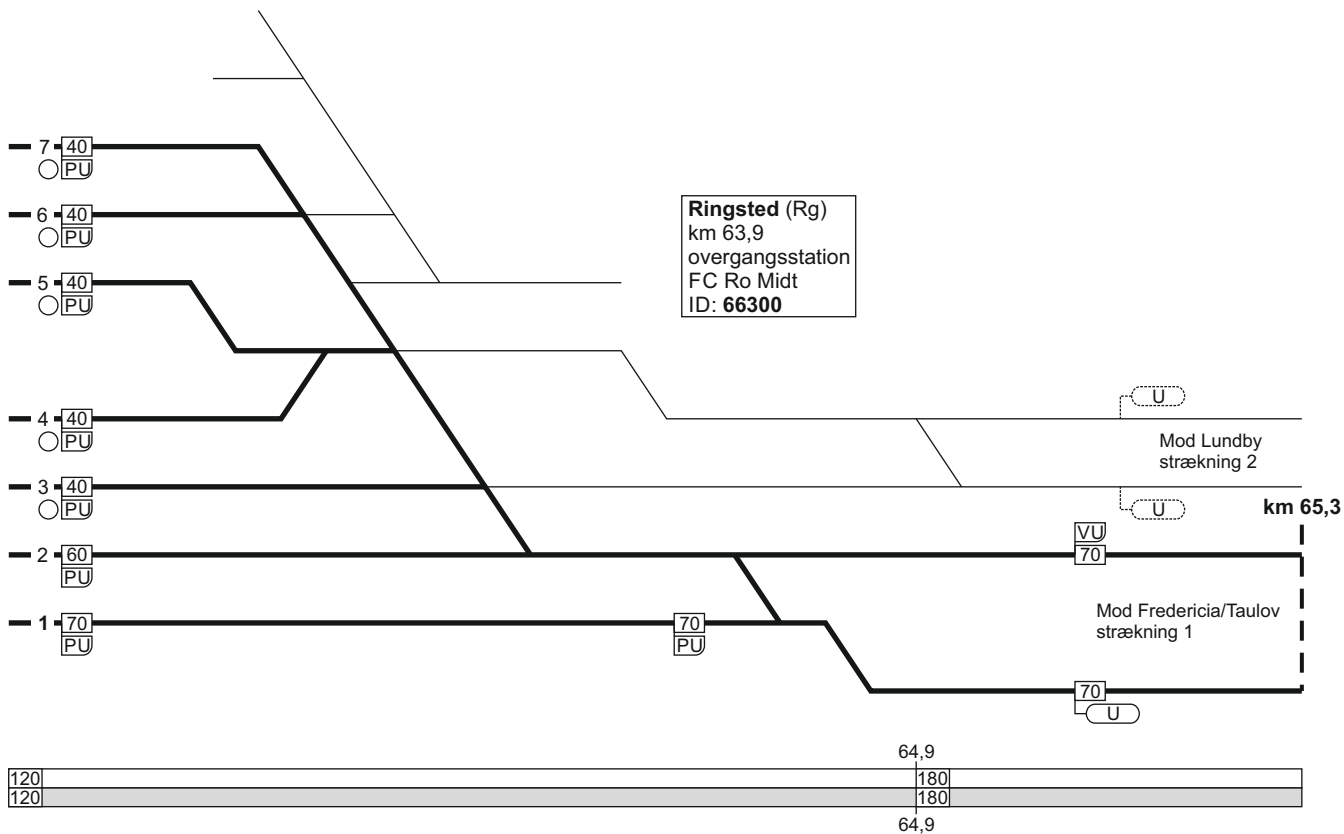 7 40
PU
6 40
PU
Ringsted (Rg)
km 63,9
overgangsstation
FC Ro Midt
ID: 66300
5 40
PU
U
4 40
PU
Mod Lundby
strækning 2
3 40
PU
U
km 65,3
VU
2 60
70
PU
Mod Fredericia/Taulov
strækning 1
1 70
70
PU
PU
70
U
64,9
120
180
120
180
64,9